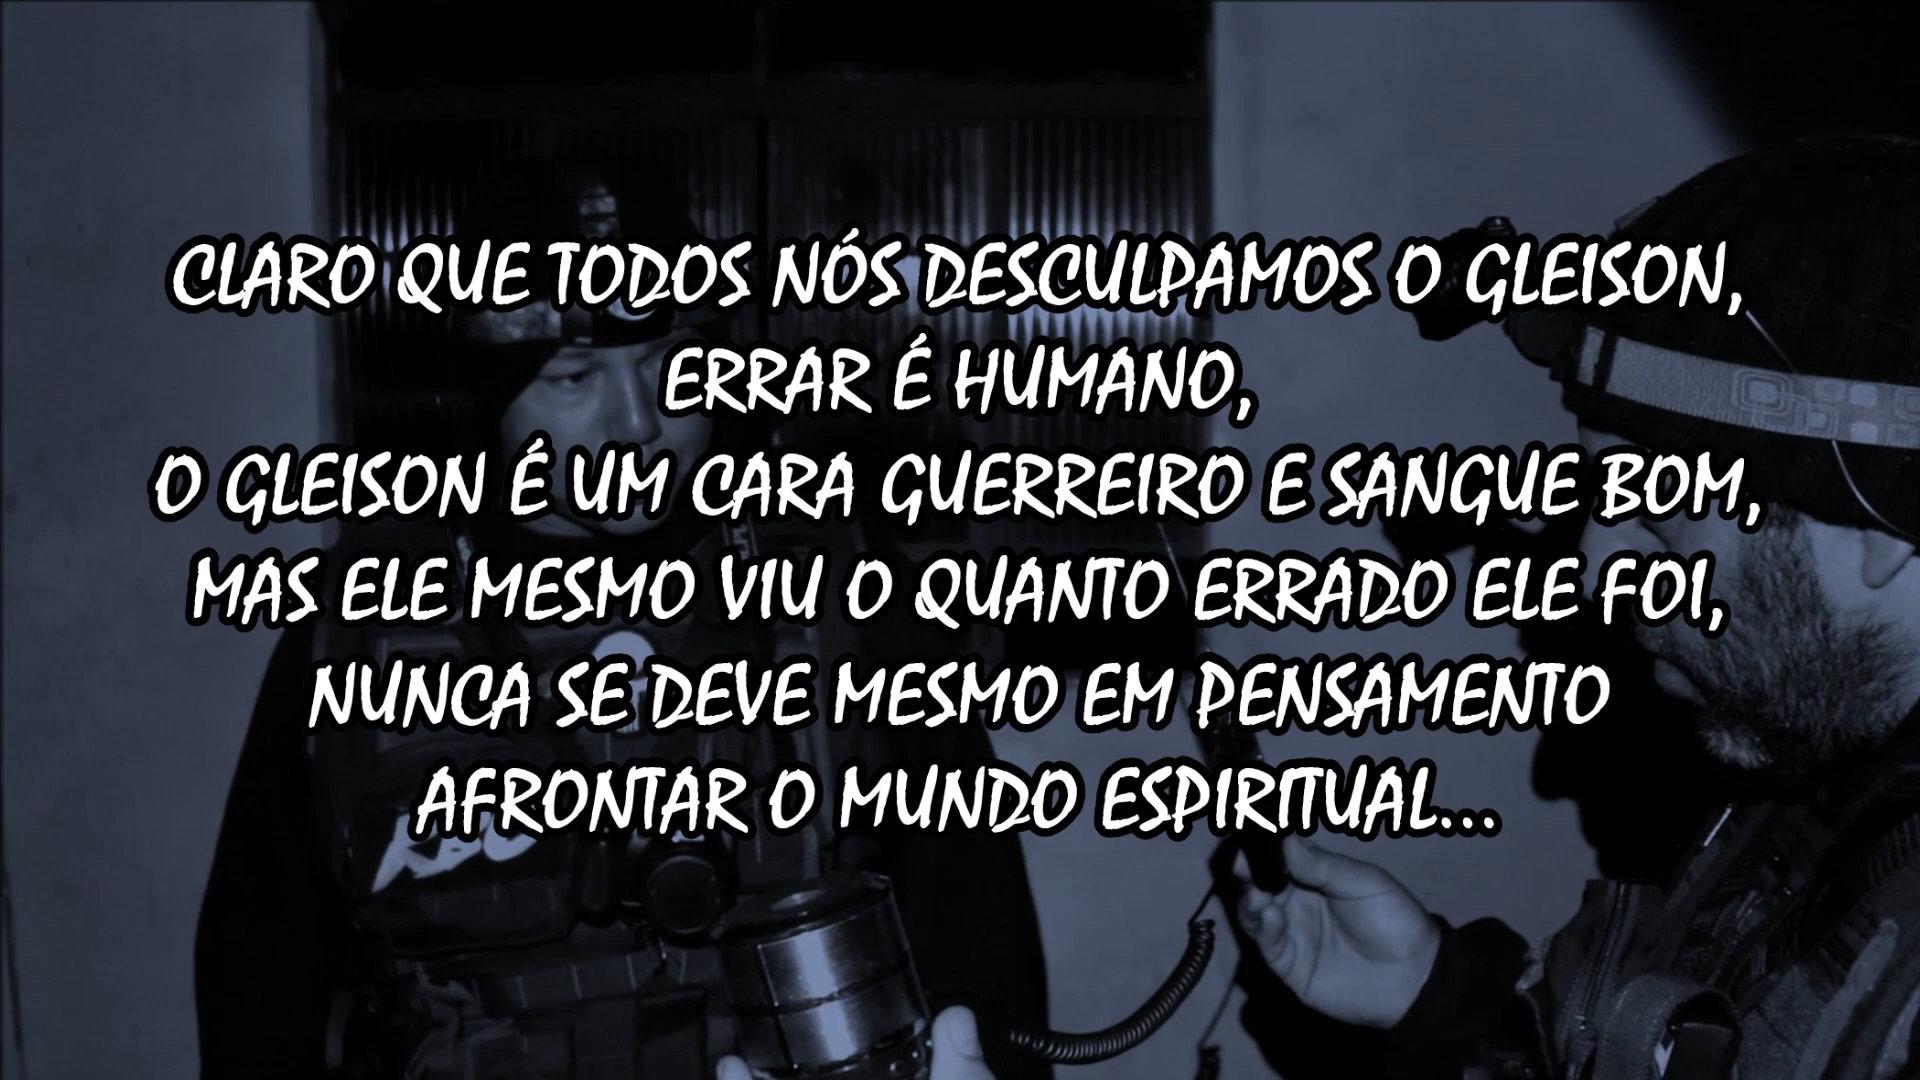 CLARO QUE TODOS NÓS DESCULPAMOS O GLEISON,
ERRAR É HUMANO,
O GLEISON É UM CARA GUERREIRO E SANGUE BOM,
MAS ELE MESMO VIU O QUANTO ERRADO ELE FOI,
NUNCA SE DEVE MESMO EM PENSAMENTO
AFRONTAR O MUNDO ESPIRITUAL...